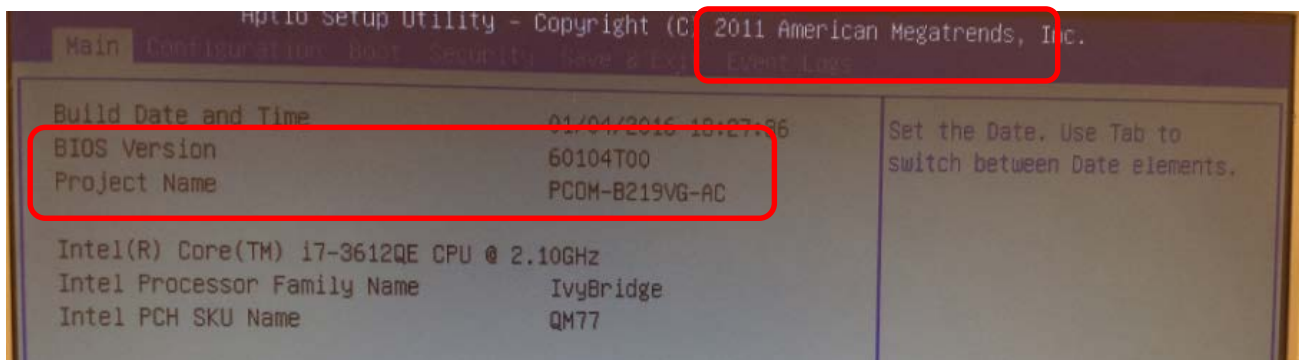 Aptio Setup Utility - Copyright (C) 2011 American Megatrends, Inc.
Main Configuration Boot Security Save & Exit Event Logs
Build Date and Time 01/04/2016 18:27:36
BIOS Version 60104T00
Project Name PCOM-B219VG-AC
Set the Date. Use Tab to
switch between Date elements.
Intel(R) Core(TM) i7-3612QE CPU @ 2.10GHz
Intel Processor Family Name IvyBridge
Intel PCH SKU Name QM77